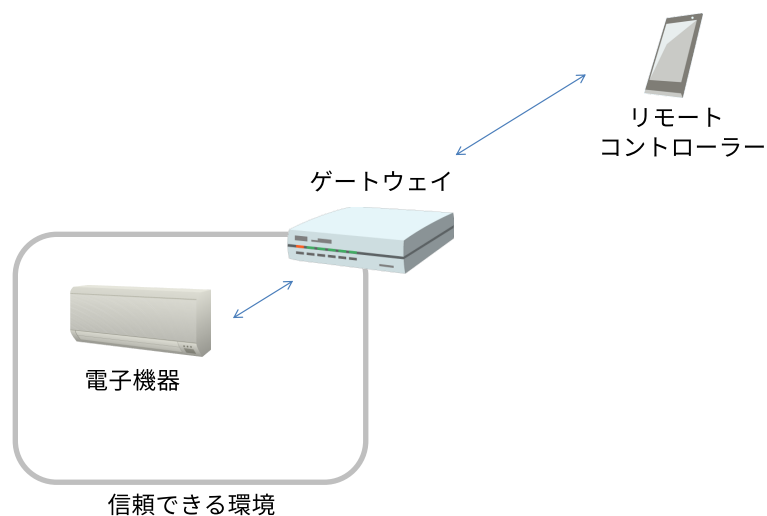 リモート
コントローラー
ゲートウェイ
電子機器
信頼できる環境